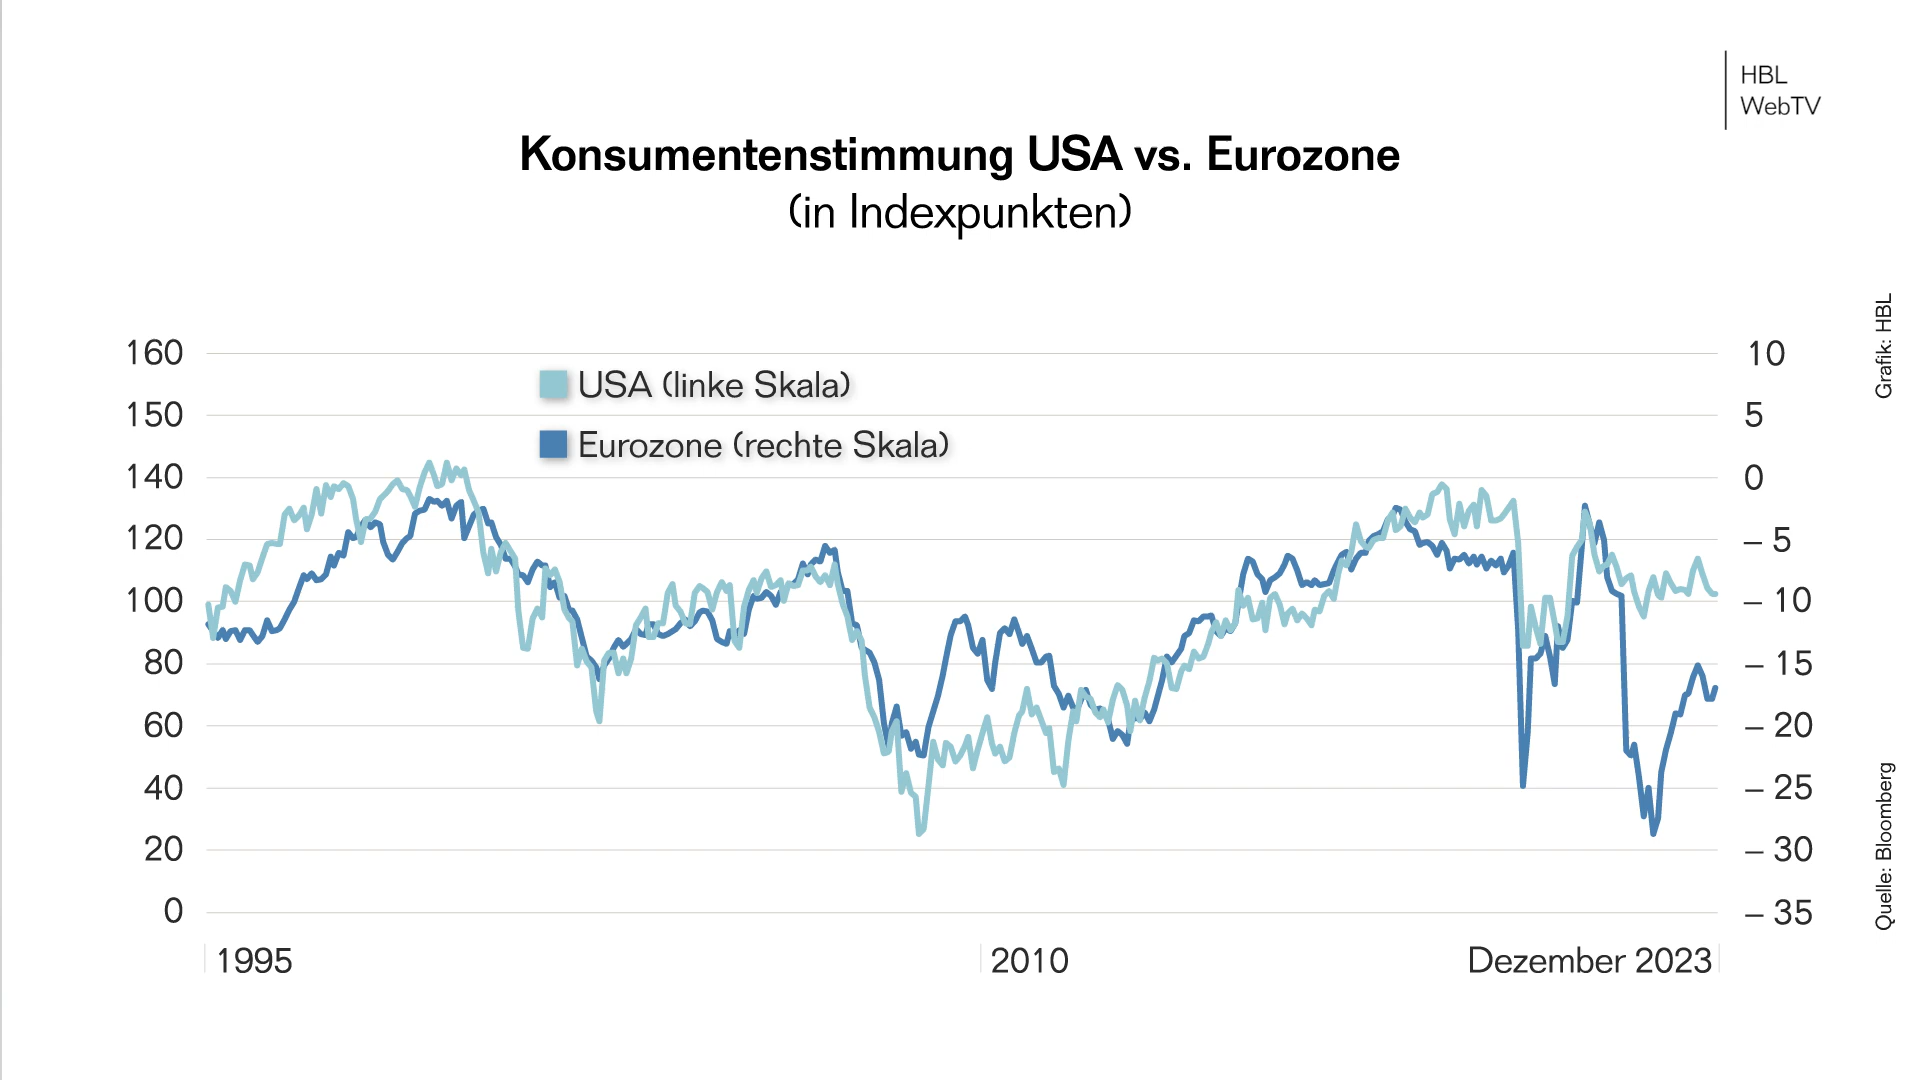 HBL
WebTV
Konsumentenstimmung USA vs. Eurozone
(in Indexpunkten)
Grafik: HBL
USA (linke Skala)
Eurozone (rechte Skala)
160
150
140
120
100
80
60
40
20
0
10
5
0
– 5
– 10
– 15
– 20
– 25
– 30
– 35
Quelle: Bloomberg
1995
2010
Dezember 2023